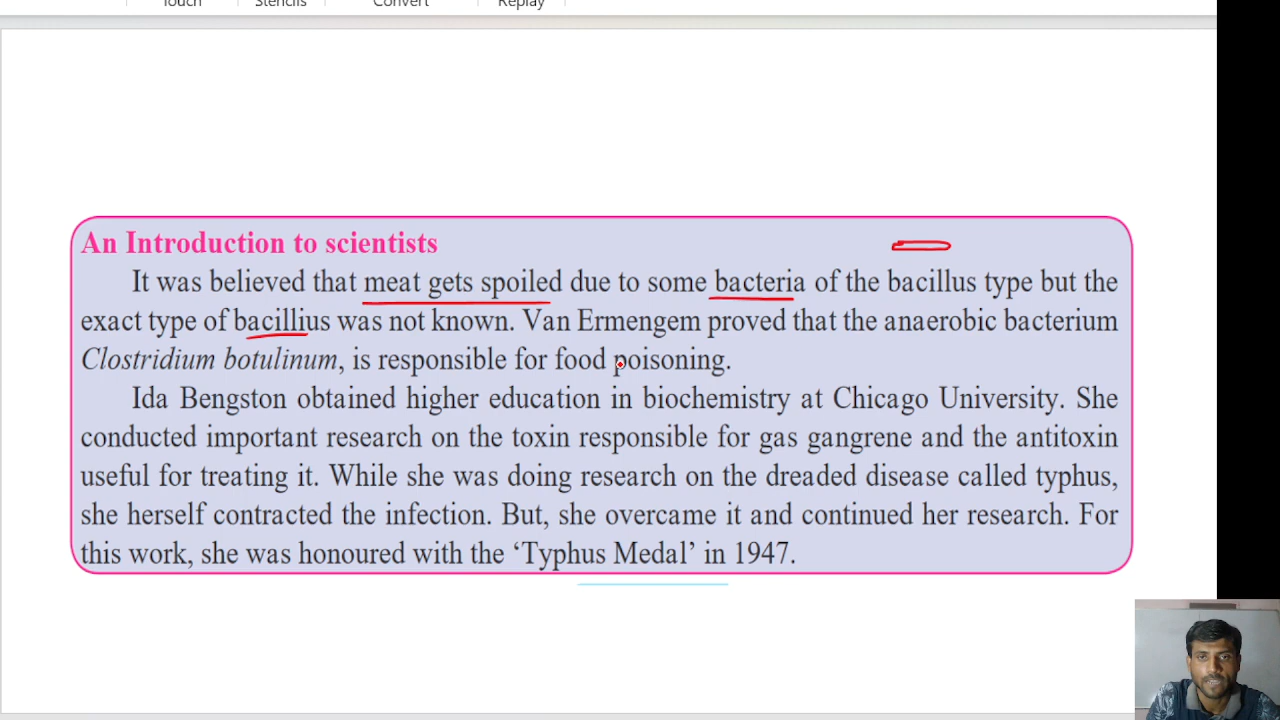 Touch Stencils Convert Replay
An Introduction to scientists
It was believed that meat gets spoiled due to some bacteria of the bacillus type but the
exact type of bacillius was not known. Van Ermengem proved that the anaerobic bacterium
Clostridium botulinum, is responsible for food poisoning.
Ida Bengston obtained higher education in biochemistry at Chicago University. She
conducted important research on the toxin responsible for gas gangrene and the antitoxin
useful for treating it. While she was doing research on the dreaded disease called typhus,
she herself contracted the infection. But, she overcame it and continued her research. For
this work, she was honoured with the ‘Typhus Medal’ in 1947.